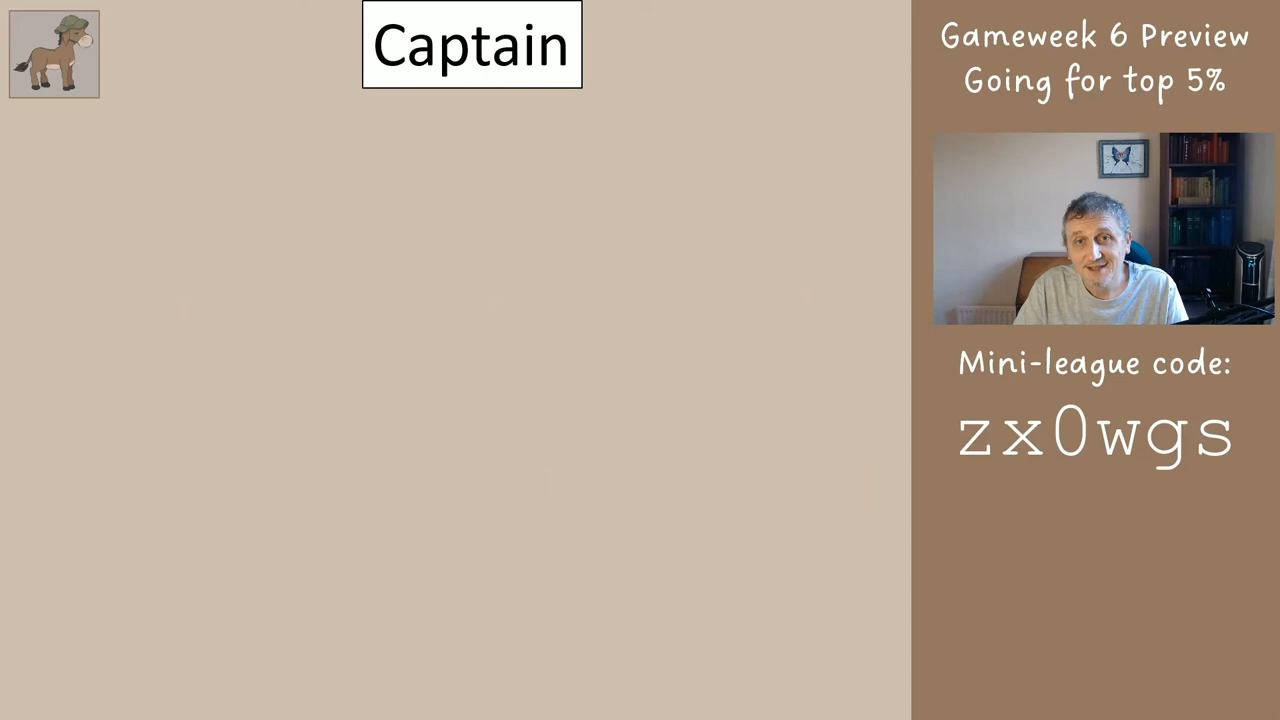 Captain
Gameweek 6 Preview
Going for top 5%
Mini-league code:
zx0wgs